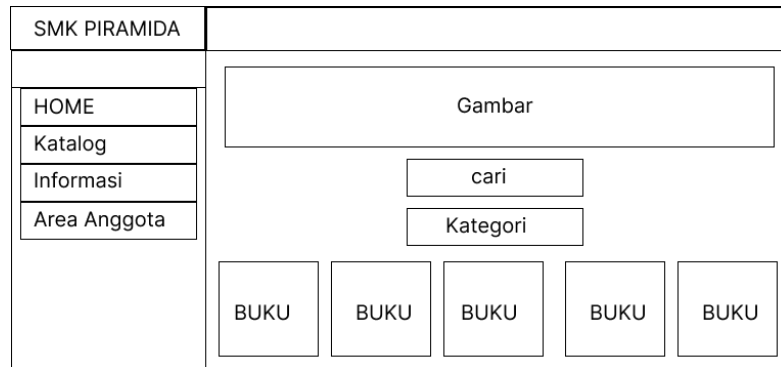 SMK PIRAMIDA
HOME
Katalog
Informasi
Area Anggota
Gambar
cari
Kategori
BUKU BUKU BUKU BUKU BUKU